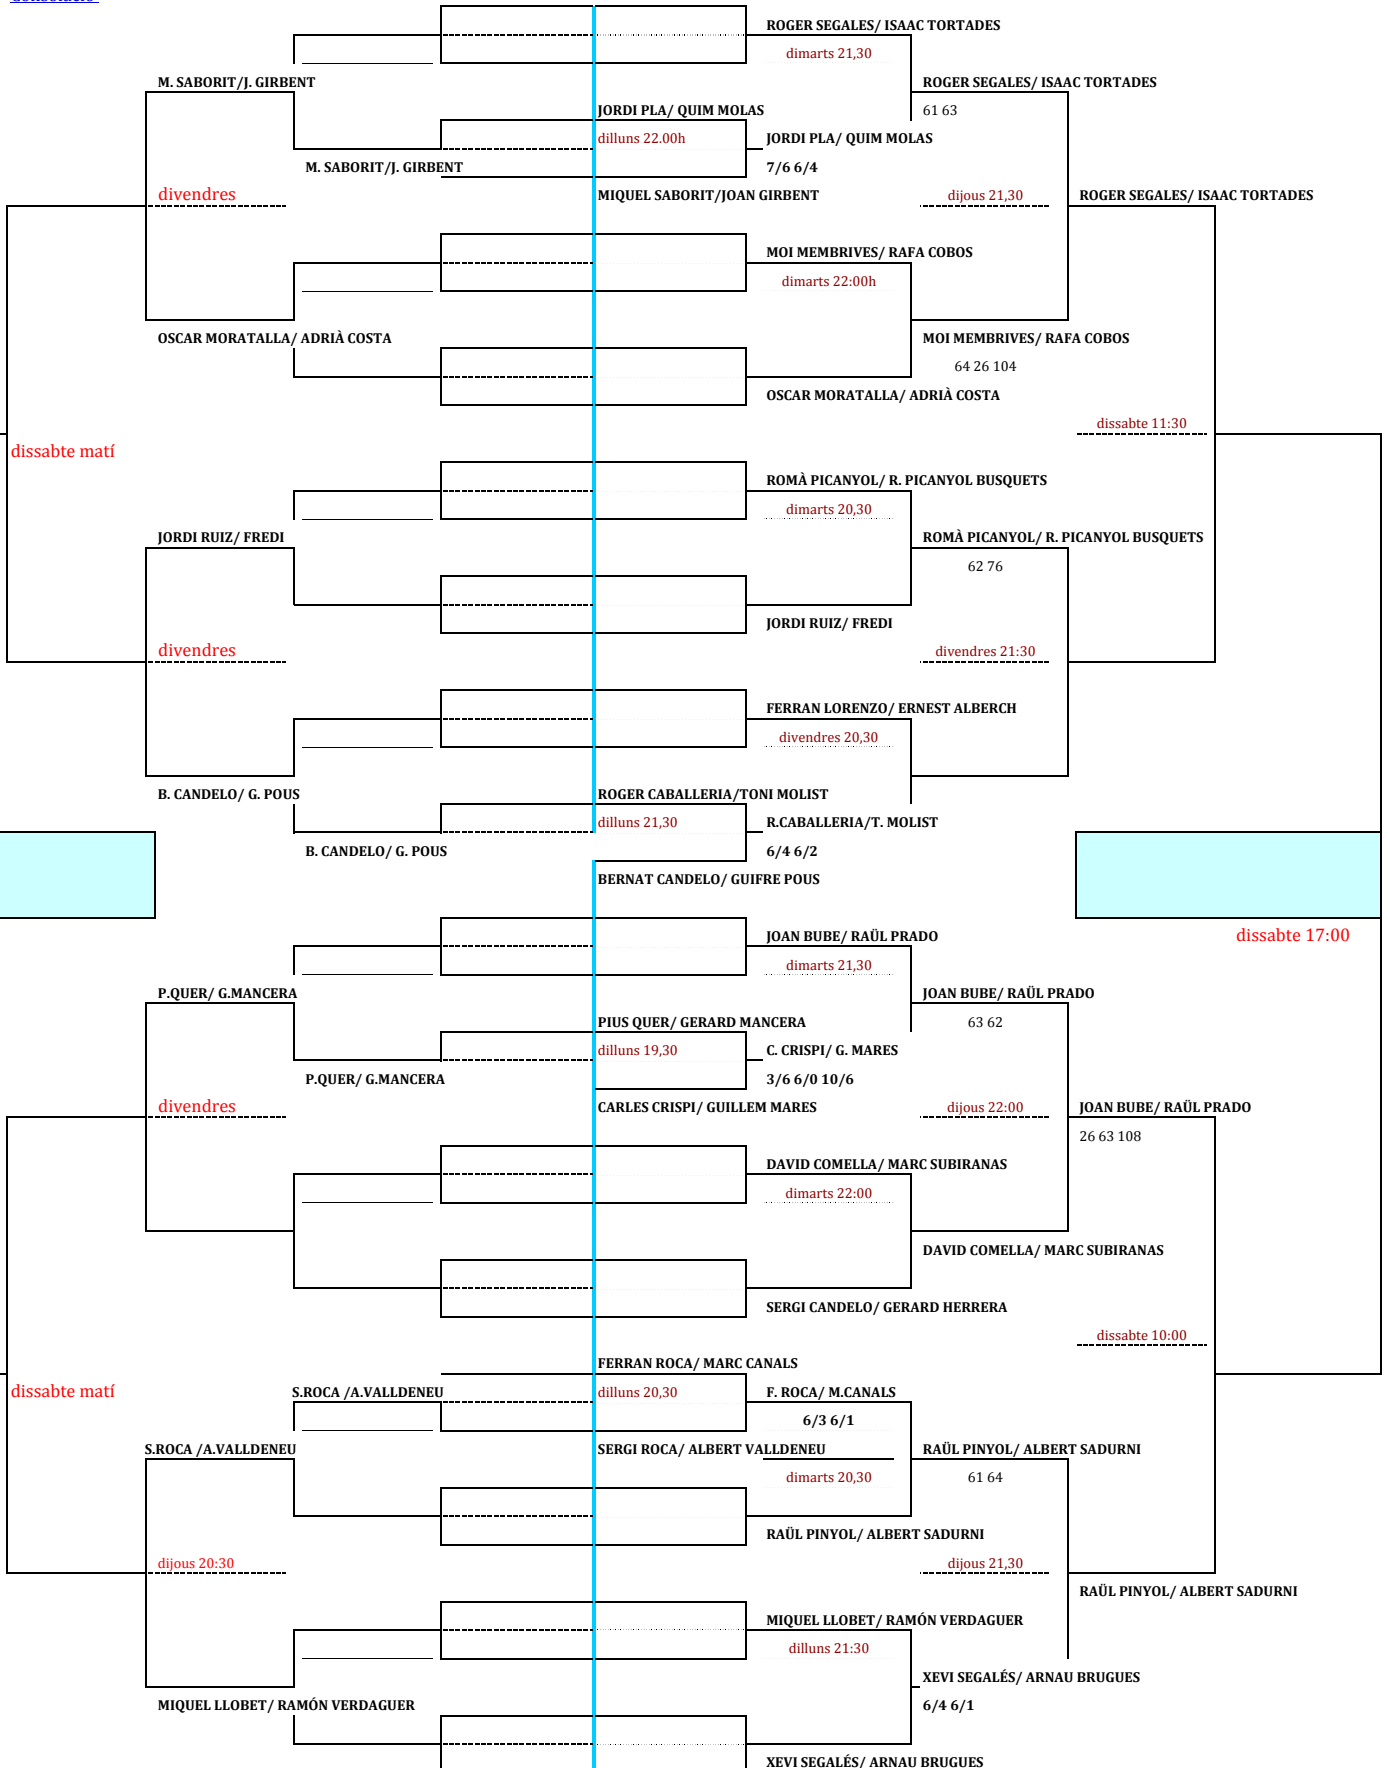 Consolació
ROGER SEGALES/ ISAAC TORTADES
dimarts 21,30
M. SABORIT/J. GIRBENT
ROGER SEGALES/ ISAAC TORTADES
JORDI PLA/ QUIM MOLAS
61 63
dilluns 22.00h
JORDI PLA/ QUIM MOLAS
M. SABORIT/J. GIRBENT
7/6 6/4
divendres
MIQUEL SABORIT/JOAN GIRBENT
dijous 21,30
ROGER SEGALES/ ISAAC TORTADES
MOI MEMBRIVES/ RAFA COBOS
dimarts 22:00h
OSCAR MORATALLA/ ADRIÀ COSTA
MOI MEMBRIVES/ RAFA COBOS
64 26 104
OSCAR MORATALLA/ ADRIÀ COSTA
dissabte 11:30
dissabte matí
ROMÀ PICANYOL/ R. PICANYOL BUSQUETS
dimarts 20,30
JORDI RUIZ/ FREDI
ROMÀ PICANYOL/ R. PICANYOL BUSQUETS
62 76
JORDI RUIZ/ FREDI
divendres
divendres 21:30
FERRAN LORENZO/ ERNEST ALBERCH
divendres 20,30
B. CANDELO/ G. POUS
ROGER CABALLERIA/TONI MOLIST
dilluns 21,30
R.CABALLERIA/T. MOLIST
B. CANDELO/ G. POUS
6/4 6/2
BERNAT CANDELO/ GUIFRE POUS
JOAN BUBE/ RAÜL PRADO
dissabte 17:00
dimarts 21,30
P.QUER/ G.MANCERA
JOAN BUBE/ RAÜL PRADO
PIUS QUER/ GERARD MANCERA
63 62
dilluns 19,30
C. CRISPI/ G. MARES
P.QUER/ G.MANCERA
3/6 6/0 10/6
divendres
CARLES CRISPI/ GUILLEM MARES
dijous 22:00
JOAN BUBE/ RAÜL PRADO
26 63 108
DAVID COMELLA/ MARC SUBIRANAS
dimarts 22:00
DAVID COMELLA/ MARC SUBIRANAS
SERGI CANDELO/ GERARD HERRERA
dissabte 10:00
FERRAN ROCA/ MARC CANALS
dissabte matí
S.ROCA /A.VALLDENEU
dilluns 20,30
F. ROCA/ M.CANALS
6/3 6/1
S.ROCA /A.VALLDENEU
SERGI ROCA/ ALBERT VALLDENEU
RAÜL PINYOL/ ALBERT SADURNI
dimarts 20,30
61 64
RAÜL PINYOL/ ALBERT SADURNI
dijous 20:30
dijous 21,30
RAÜL PINYOL/ ALBERT SADURNI
MIQUEL LLOBET/ RAMÓN VERDAGUER
dilluns 21:30
XEVI SEGALÉS/ ARNAU BRUGUES
MIQUEL LLOBET/ RAMÓN VERDAGUER
6/4 6/1
XEVI SEGALÉS/ ARNAU BRUGUES